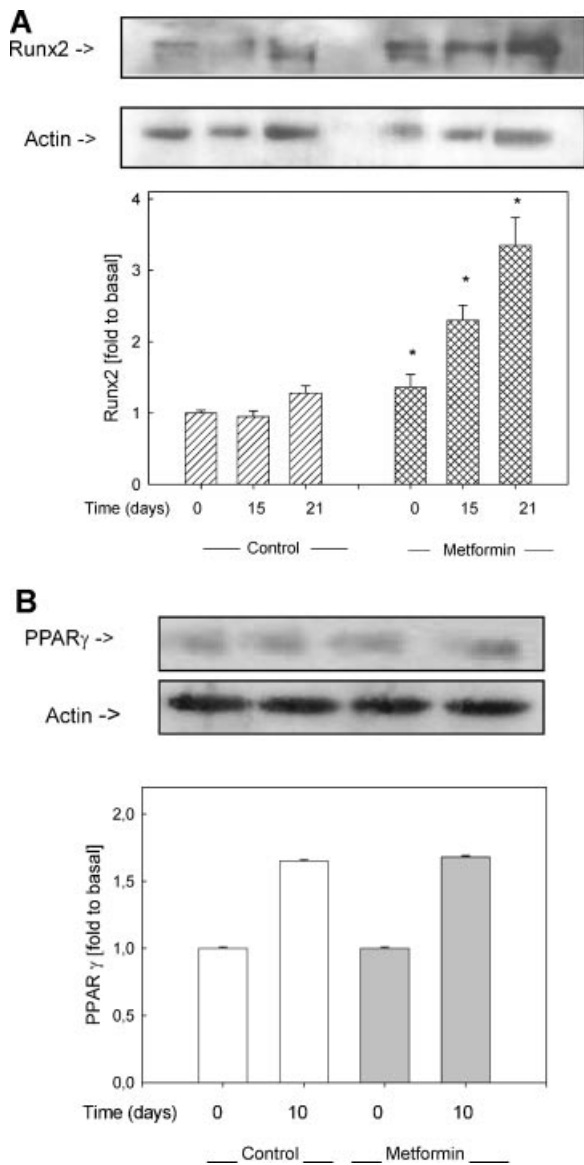 A
Runx2 ->
Actin ->
Runx2 [fold to basal]
4
3
2
1
0
*
*
*
Time (days) 0 15 21 0 15 21
Control Metformin
B
PPARγ ->
Actin ->
PPAR γ [fold to basal]
2,0
1,5
1,0
0,5
0,0
Time (days) 0 10 0 10
Control Metformin